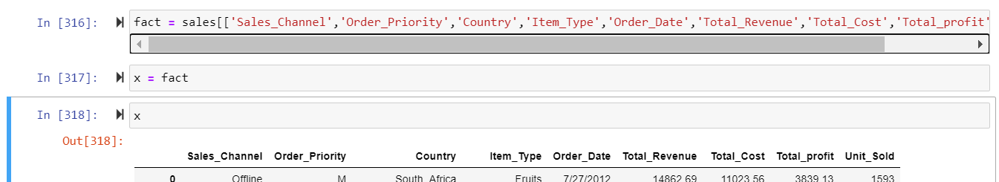 In [316]: fact = sales[['Sales_Channel','Order_Priority','Country','Item_Type','Order_Date','Total_Revenue','Total_Cost','Total_profit'
In [317]: x = fact
In [318]: x
Out[318]:
Sales_Channel Order_Priority Country Item_Type Order_Date Total_Revenue Total_Cost Total_profit Unit_Sold
0 Offline M South Africa Fruits 7/27/2012 14862.69 11023.56 3839.13 1593